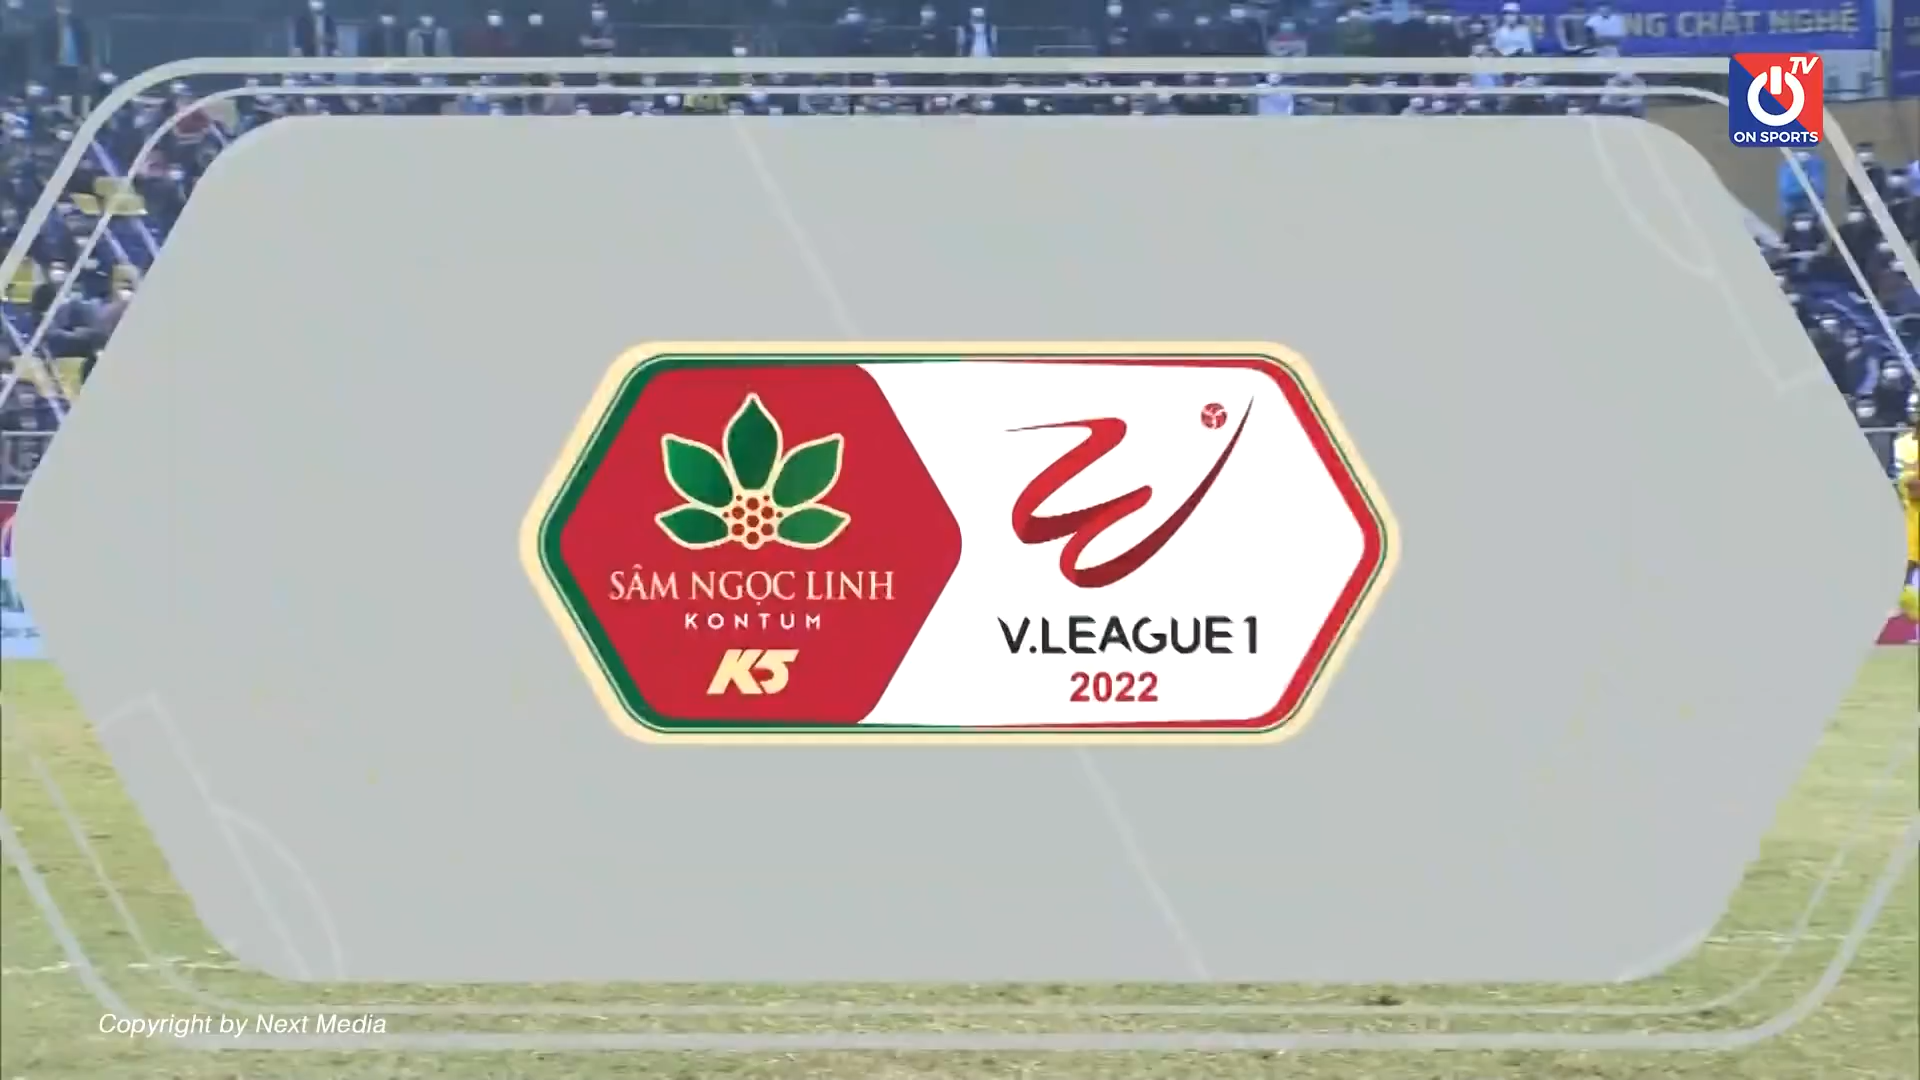 NG CHẤT NGHỆ
TV
ON SPORTS
SÂM NGỌC LINH
KONTUM
K5
V.LEAGUE 1
2022
Copyright by Next Media